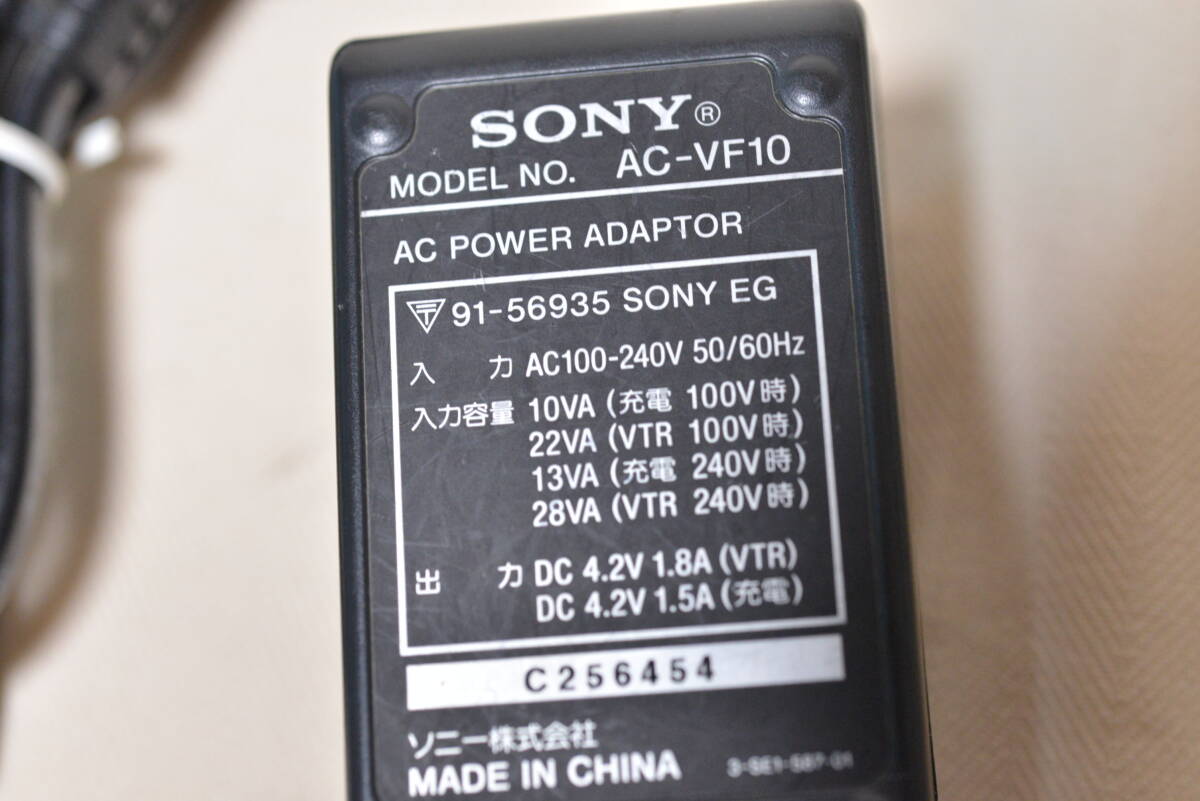 SONY®
MODEL NO. AC-VF10
AC POWER ADAPTOR
91-56935 SONY EG
入力 AC100-240V 50/60Hz
入力容量 10VA (充電 100V時)
22VA (VTR 100V時)
13VA (充電 240V時)
28VA (VTR 240V時)
出力 DC 4.2V 1.8A (VTR)
DC 4.2V 1.5A (充電)
C256454
ソニー株式会社
MADE IN CHINA